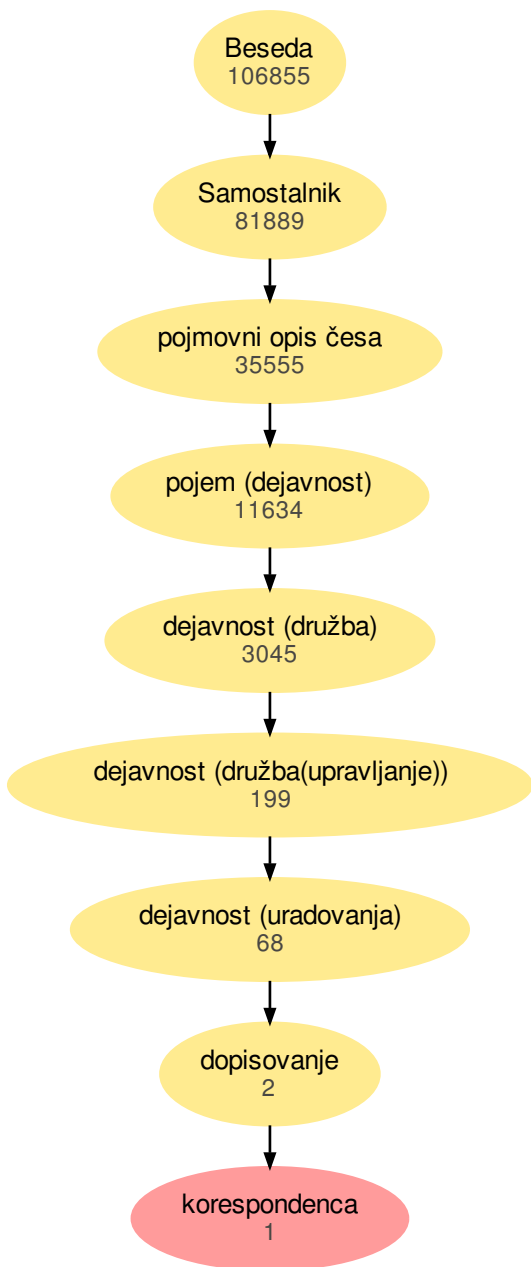 Beseda
106855
Samostalnik
81889
pojmovni opis česa
35555
pojem (dejavnost)
11634
dejavnost (družba)
3045
dejavnost (družba(upravljanje))
199
dejavnost (uradovanja)
68
dopisovanje
2
korespondenca
1